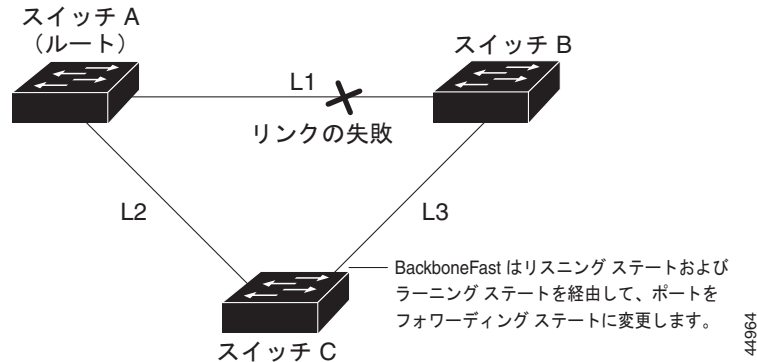 スイッチ A
（ルート）
スイッチ B
L1
リンクの失敗
L2
L3
BackboneFast はリスニング ステートおよび
ラーニング ステートを経由して、ポートを
フォワーディング ステートに変更します。
スイッチ C
44964